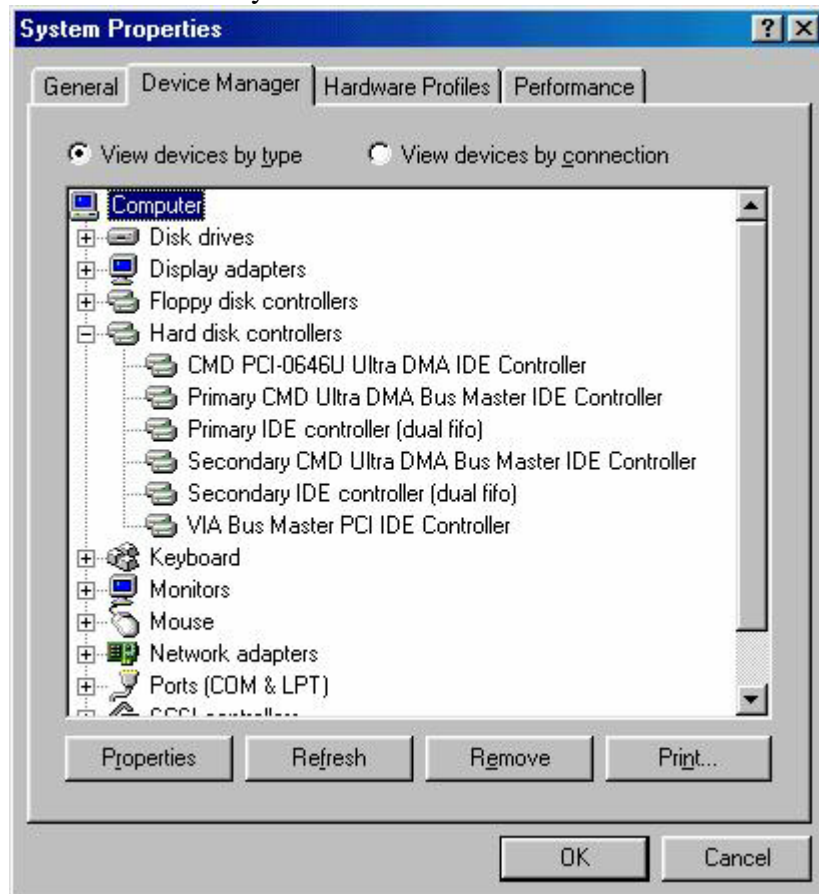 System Properties
General Device Manager Hardware Profiles Performance
View devices by type View devices by connection
Computer
Disk drives
Display adapters
Floppy disk controllers
Hard disk controllers
CMD PCI-0646U Ultra DMA IDE Controller
Primary CMD Ultra DMA Bus Master IDE Controller
Primary IDE controller (dual fifo)
Secondary CMD Ultra DMA Bus Master IDE Controller
Secondary IDE controller (dual fifo)
VIA Bus Master PCI IDE Controller
Keyboard
Monitors
Mouse
Network adapters
Ports (COM & LPT)
SCSI controllers
Properties Refresh Remove Print...
OK Cancel